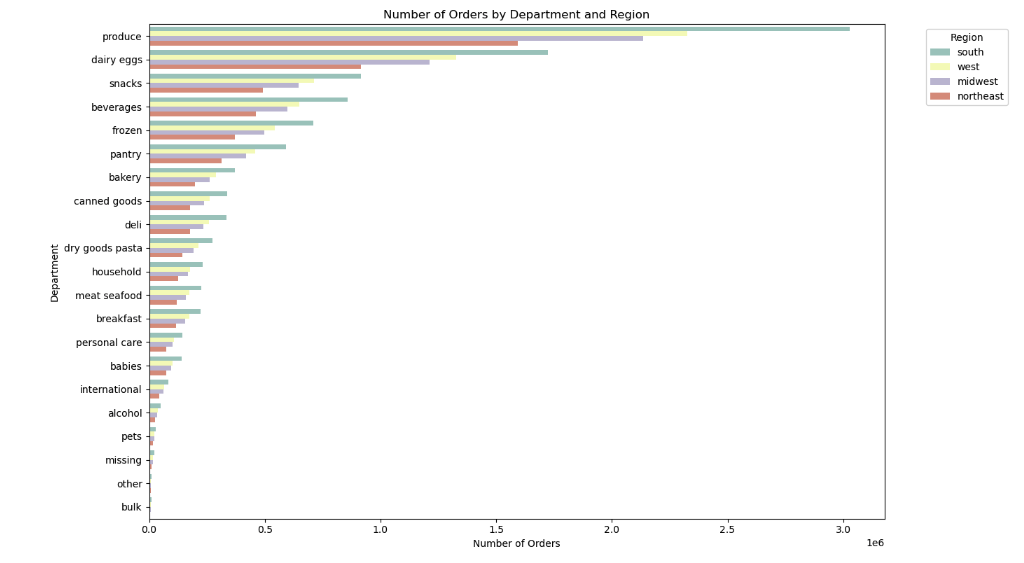 Number of Orders by Department and Region
Region
south
west
midwest
northeast
Department
produce
dairy eggs
snacks
beverages
frozen
pantry
bakery
canned goods
deli
dry goods pasta
household
meat seafood
breakfast
personal care
babies
international
alcohol
pets
missing
other
bulk
0.0 0.5 1.0 1.5 2.0 2.5 3.0
1e6
Number of Orders